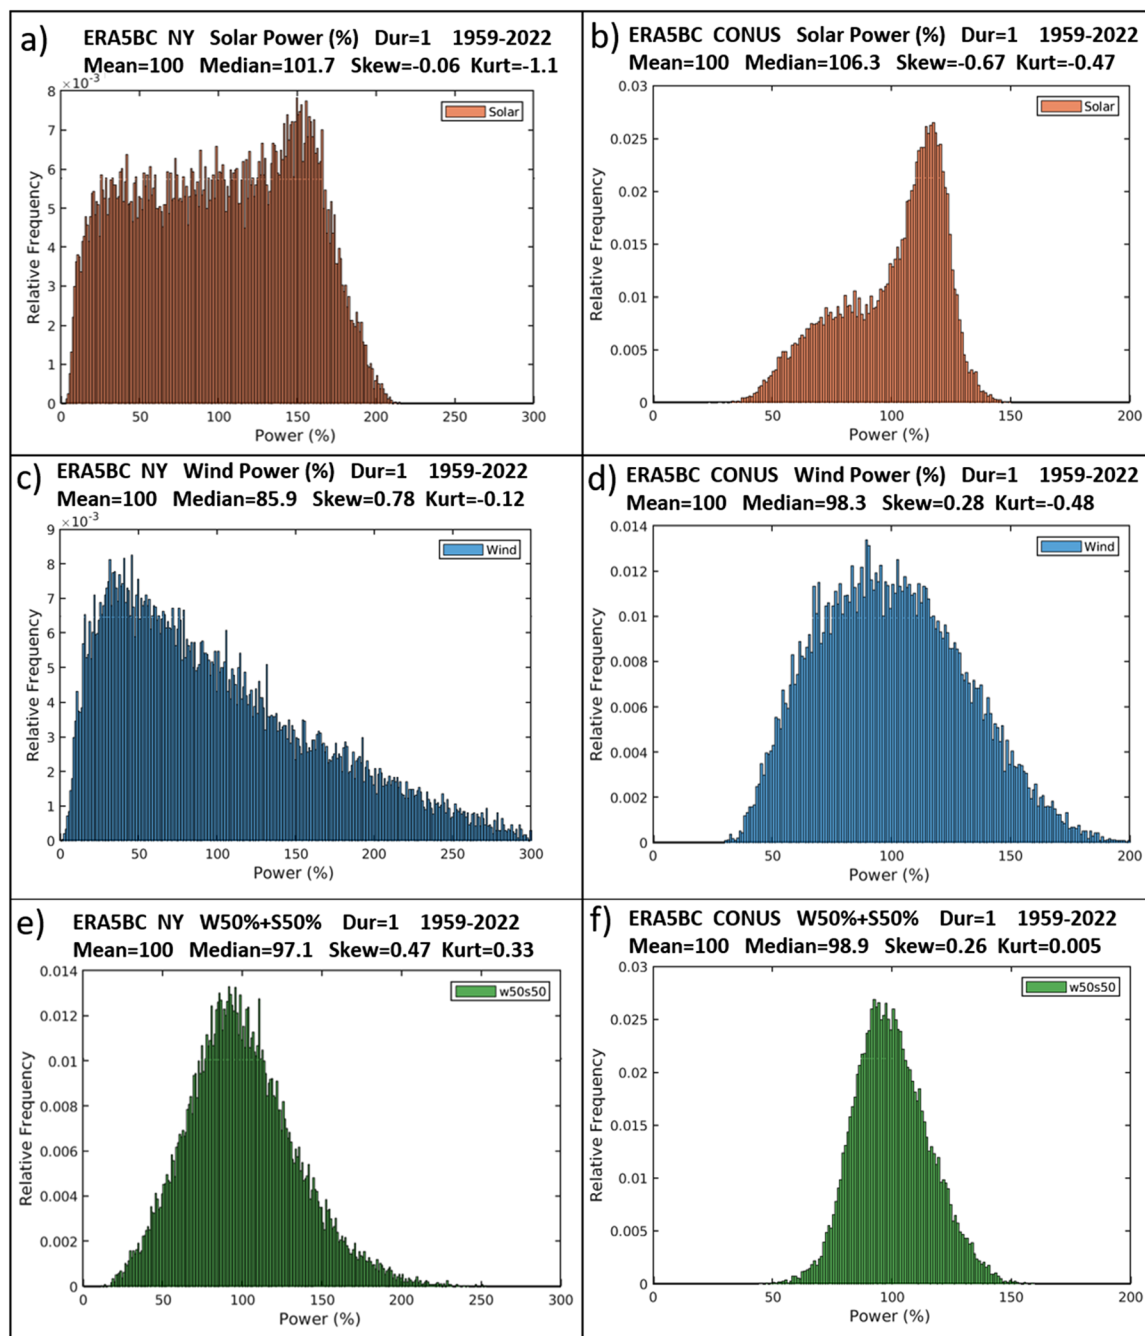 a) ERA5BC NY Solar Power (%) Dur=1 1959-2022
Mean=100 Median=101.7 Skew=-0.06 Kurt=-1.1
×10⁻³
8
7
6
5
4
3
2
1
0
Relative Frequency
Solar
0 50 100 150 200 250 300
Power (%)
b) ERA5BC CONUS Solar Power (%) Dur=1 1959-2022
Mean=100 Median=106.3 Skew=-0.67 Kurt=-0.47
0.03
0.025
0.02
0.015
0.01
0.005
0
Relative Frequency
Solar
0 50 100 150 200
Power (%)
c) ERA5BC NY Wind Power (%) Dur=1 1959-2022
Mean=100 Median=85.9 Skew=0.78 Kurt=-0.12
×10⁻³
9
8
7
6
5
4
3
2
1
0
Relative Frequency
Wind
0 50 100 150 200 250 300
Power (%)
d) ERA5BC CONUS Wind Power (%) Dur=1 1959-2022
Mean=100 Median=98.3 Skew=0.28 Kurt=-0.48
0.014
0.012
0.01
0.008
0.006
0.004
0.002
0
Relative Frequency
Wind
0 50 100 150 200
Power (%)
e) ERA5BC NY W50%+S50% Dur=1 1959-2022
Mean=100 Median=97.1 Skew=0.47 Kurt=0.33
0.014
0.012
0.01
0.008
0.006
0.004
0.002
0
Relative Frequency
w50s50
0 50 100 150 200 250 300
Power (%)
f) ERA5BC CONUS W50%+S50% Dur=1 1959-2022
Mean=100 Median=98.9 Skew=0.26 Kurt=0.005
0.03
0.025
0.02
0.015
0.01
0.005
0
Relative Frequency
w50s50
0 50 100 150 200
Power (%)